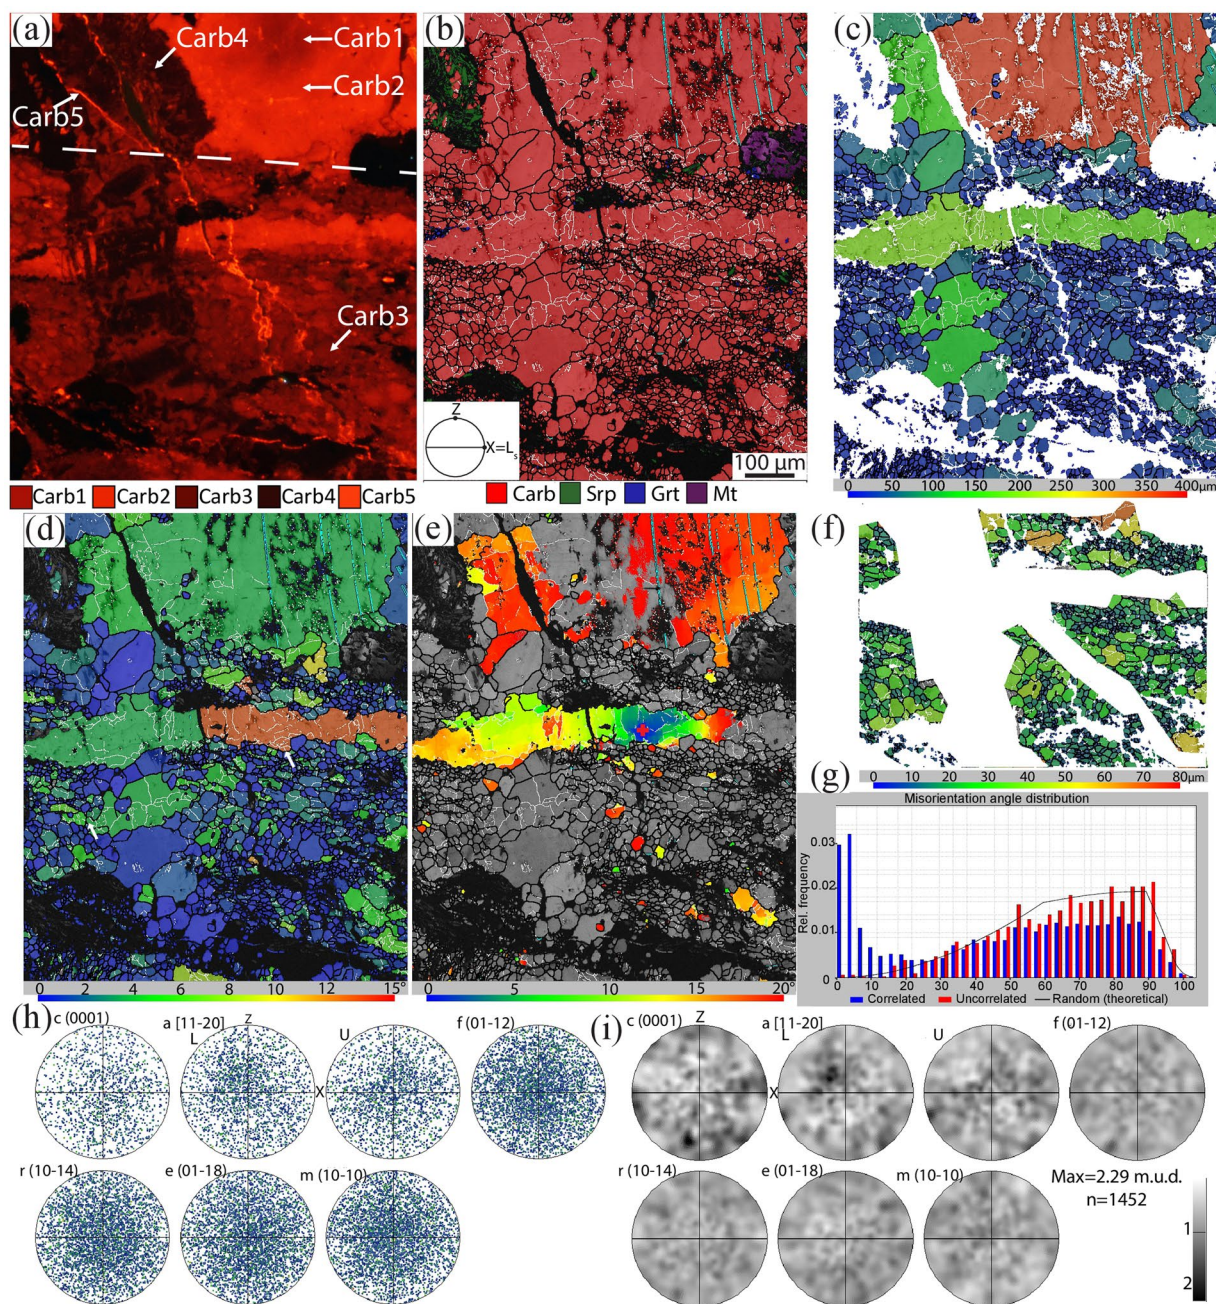 (a)
Carb4
Carb1
Carb2
Carb5
Carb3
Carb1 Carb2 Carb3 Carb4 Carb5
(b)
Z
X=Ls
100 μm
Carb Srp Grt Mt
(c)
0 50 100 150 200 250 300 350 400μm
(d)
0 2 4 6 8 10 12 15°
(e)
0 5 10 15 20°
(f)
0 10 20 30 40 50 60 70 80μm
(g)
Misorientation angle distribution
Rel. frequency
0.03
0.02
0.01
0
0 10 20 30 40 50 60 70 80 90 100
Correlated Uncorrelated Random (theoretical)
(h)
c (0001) a [11-20] Z U f (01-12)
L
X
r (10-14) e (01-18) m (10-10)
(i)
c (0001) Z a [11-20] U f (01-12)
L
X
r (10-14) e (01-18) m (10-10)
Max=2.29 m.u.d.
n=1452
1
2